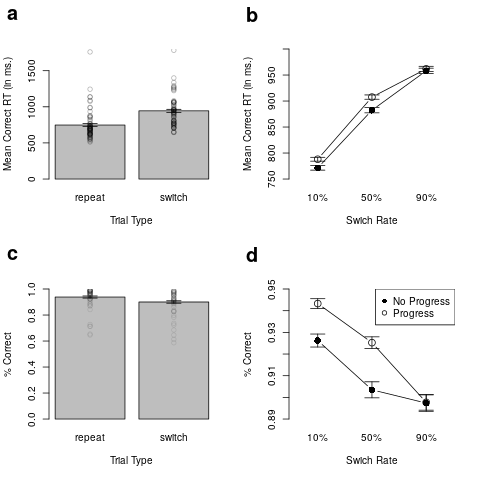 a
Mean Correct RT (In ms.)
0
500
1000
1500
repeat
switch
Trial Type
b
Mean Correct RT (In ms.)
750
800
850
900
950
10%
50%
90%
Swich Rate
c
% Correct
0.0
0.2
0.4
0.6
0.8
1.0
repeat
switch
Trial Type
d
% Correct
0.89
0.91
0.93
0.95
No Progress
Progress
10%
50%
90%
Swich Rate